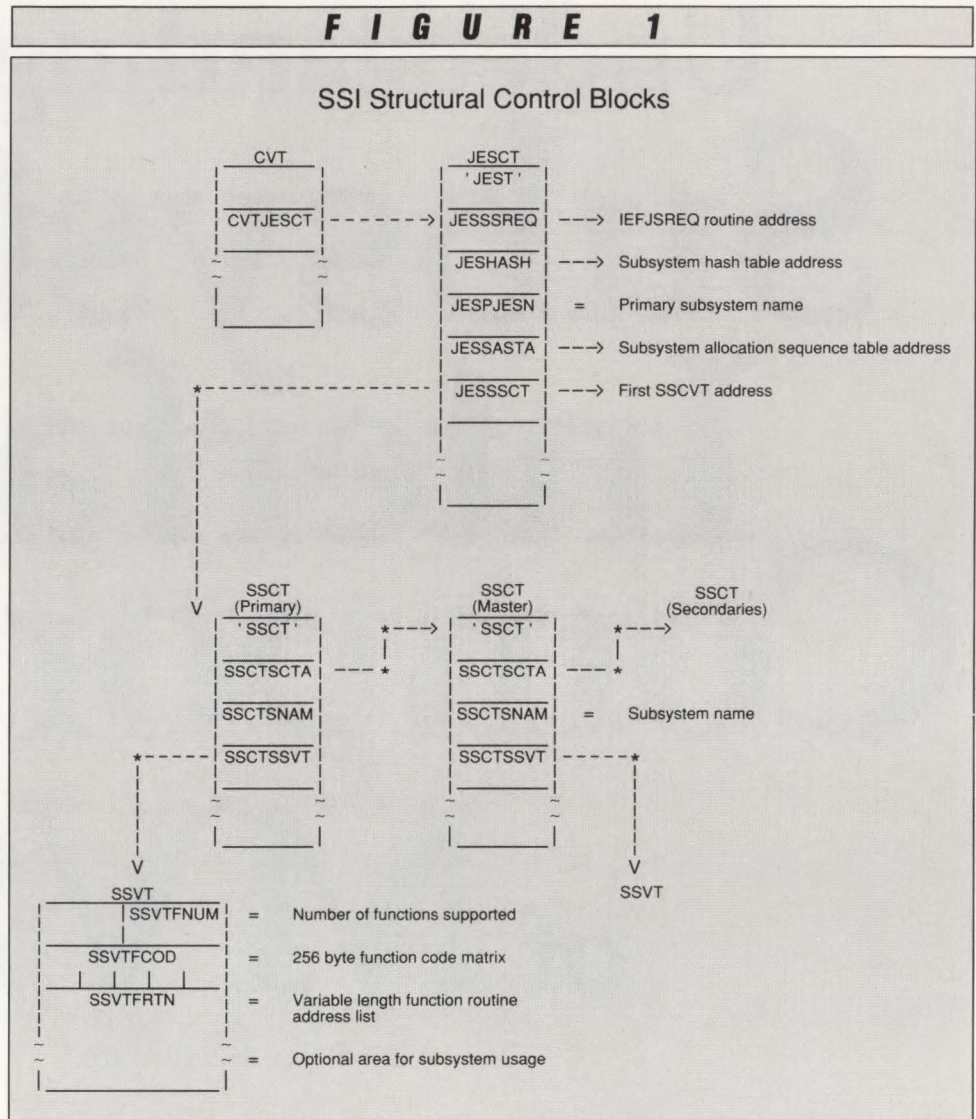 FIGURE 1
SSI Structural Control Blocks
CVT
JESCT
' JEST '
CVTJESCT
JESSSREQ
IEFJSREQ routine address
JESHASH
Subsystem hash table address
JESPJESN = Primary subsystem name
JESSASTA
Subsystem allocation sequence table address
JESSSCT
First SSCVT address
SSCT
(Primary)
SSCT
(Master)
SSCT
(Secondaries)
' SSCT '
' SSCT '
SSCTSCTA
SSCTSCTA
SSCTSNAM
SSCTSNAM = Subsystem name
SSCTSSVT
SSCTSSVT
SSVT
SSVT
SSVTFNUM = Number of functions supported
SSVTFCOD = 256 byte function code matrix
SSVTFRTN = Variable length function routine
address list
= Optional area for subsystem usage